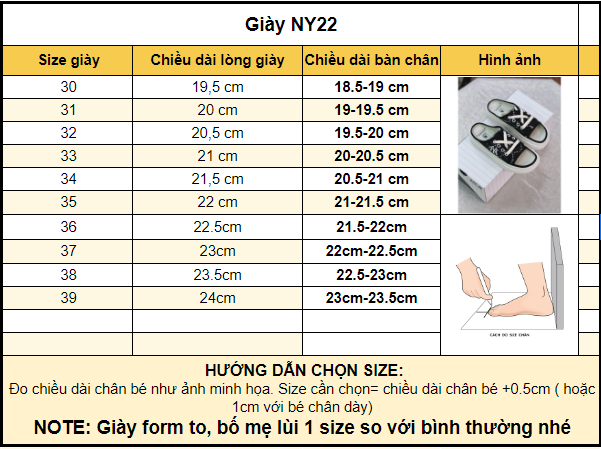 Giày NY22
Size giày Chiều dài lòng giày Chiều dài bàn chân Hình ảnh
30 19,5 cm 18.5-19 cm
31 20 cm 19-19.5 cm
32 20,5 cm 19.5-20 cm
33 21 cm 20-20.5 cm
34 21,5 cm 20.5-21 cm
35 22 cm 21-21.5 cm
36 22.5cm 21.5-22cm
37 23cm 22cm-22.5cm
38 23.5cm 22.5-23cm
39 24cm 23cm-23.5cm
CÁCH ĐO SIZE CHÂN
HƯỚNG DẪN CHỌN SIZE:
Đo chiều dài chân bé như ảnh minh họa. Size cần chọn= chiều dài chân bé +0.5cm ( hoặc
1cm với bé chân dày)
NOTE: Giày form to, bố mẹ lùi 1 size so với bình thường nhé